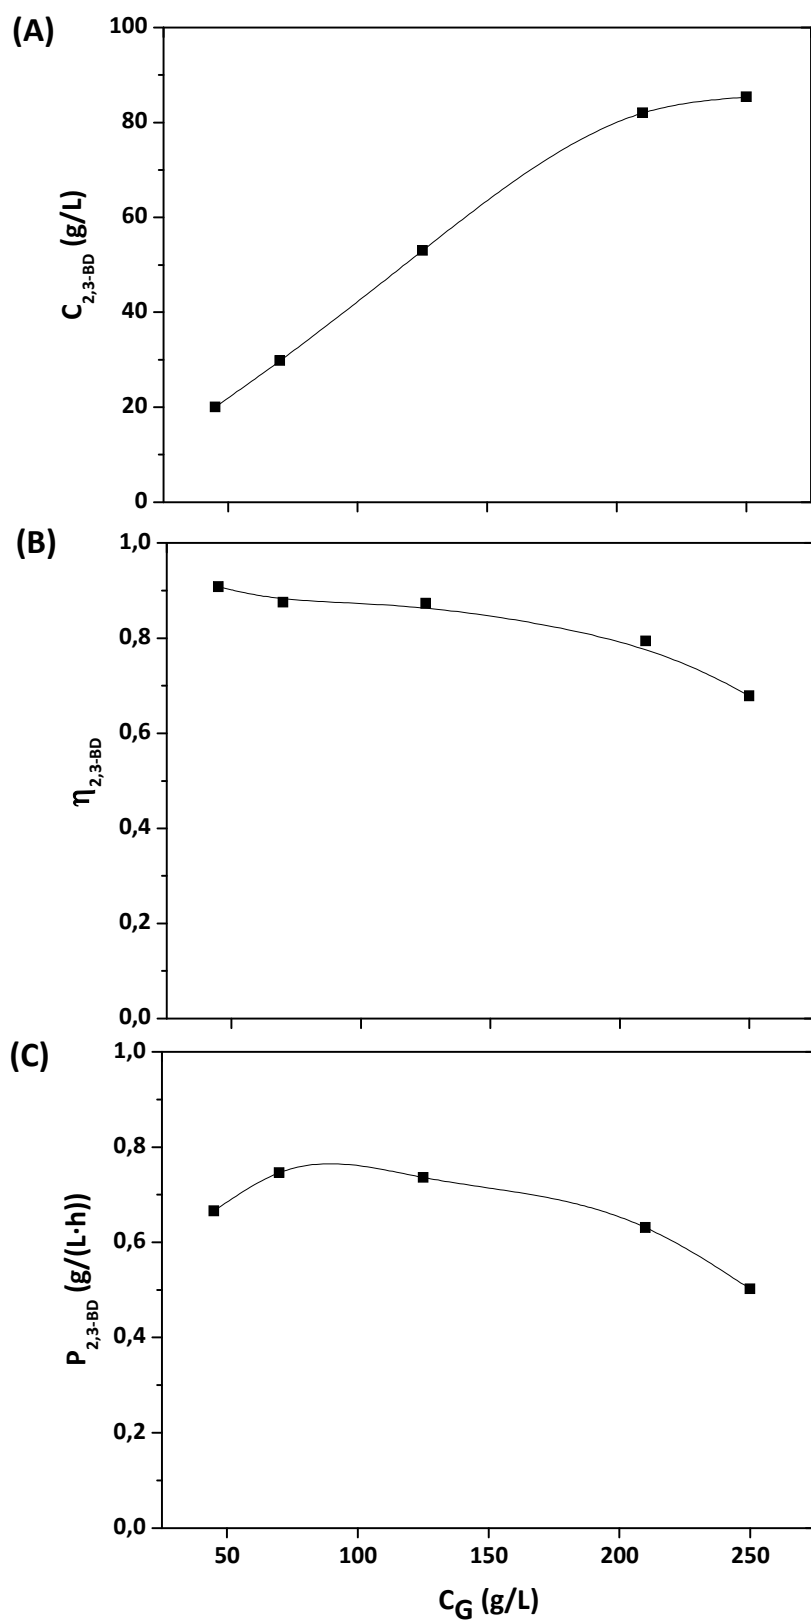 (A)
100
80
60
40
20
0
C2,3-BD (g/L)
(B)
1,0
0,8
0,6
0,4
0,2
0,0
η2,3-BD
(C)
1,0
0,8
0,6
0,4
0,2
0,0
P2,3-BD (g/(L·h))
50 100 150 200 250
CG (g/L)